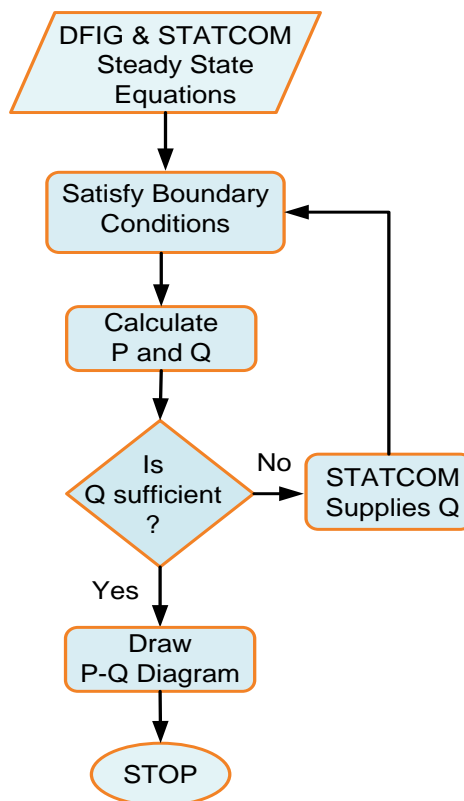 DFIG & STATCOM
Steady State
Equations
Satisfy Boundary
Conditions
Calculate
P and Q
Is
Q sufficient
?
No
STATCOM
Supplies Q
Yes
Draw
P-Q Diagram
STOP